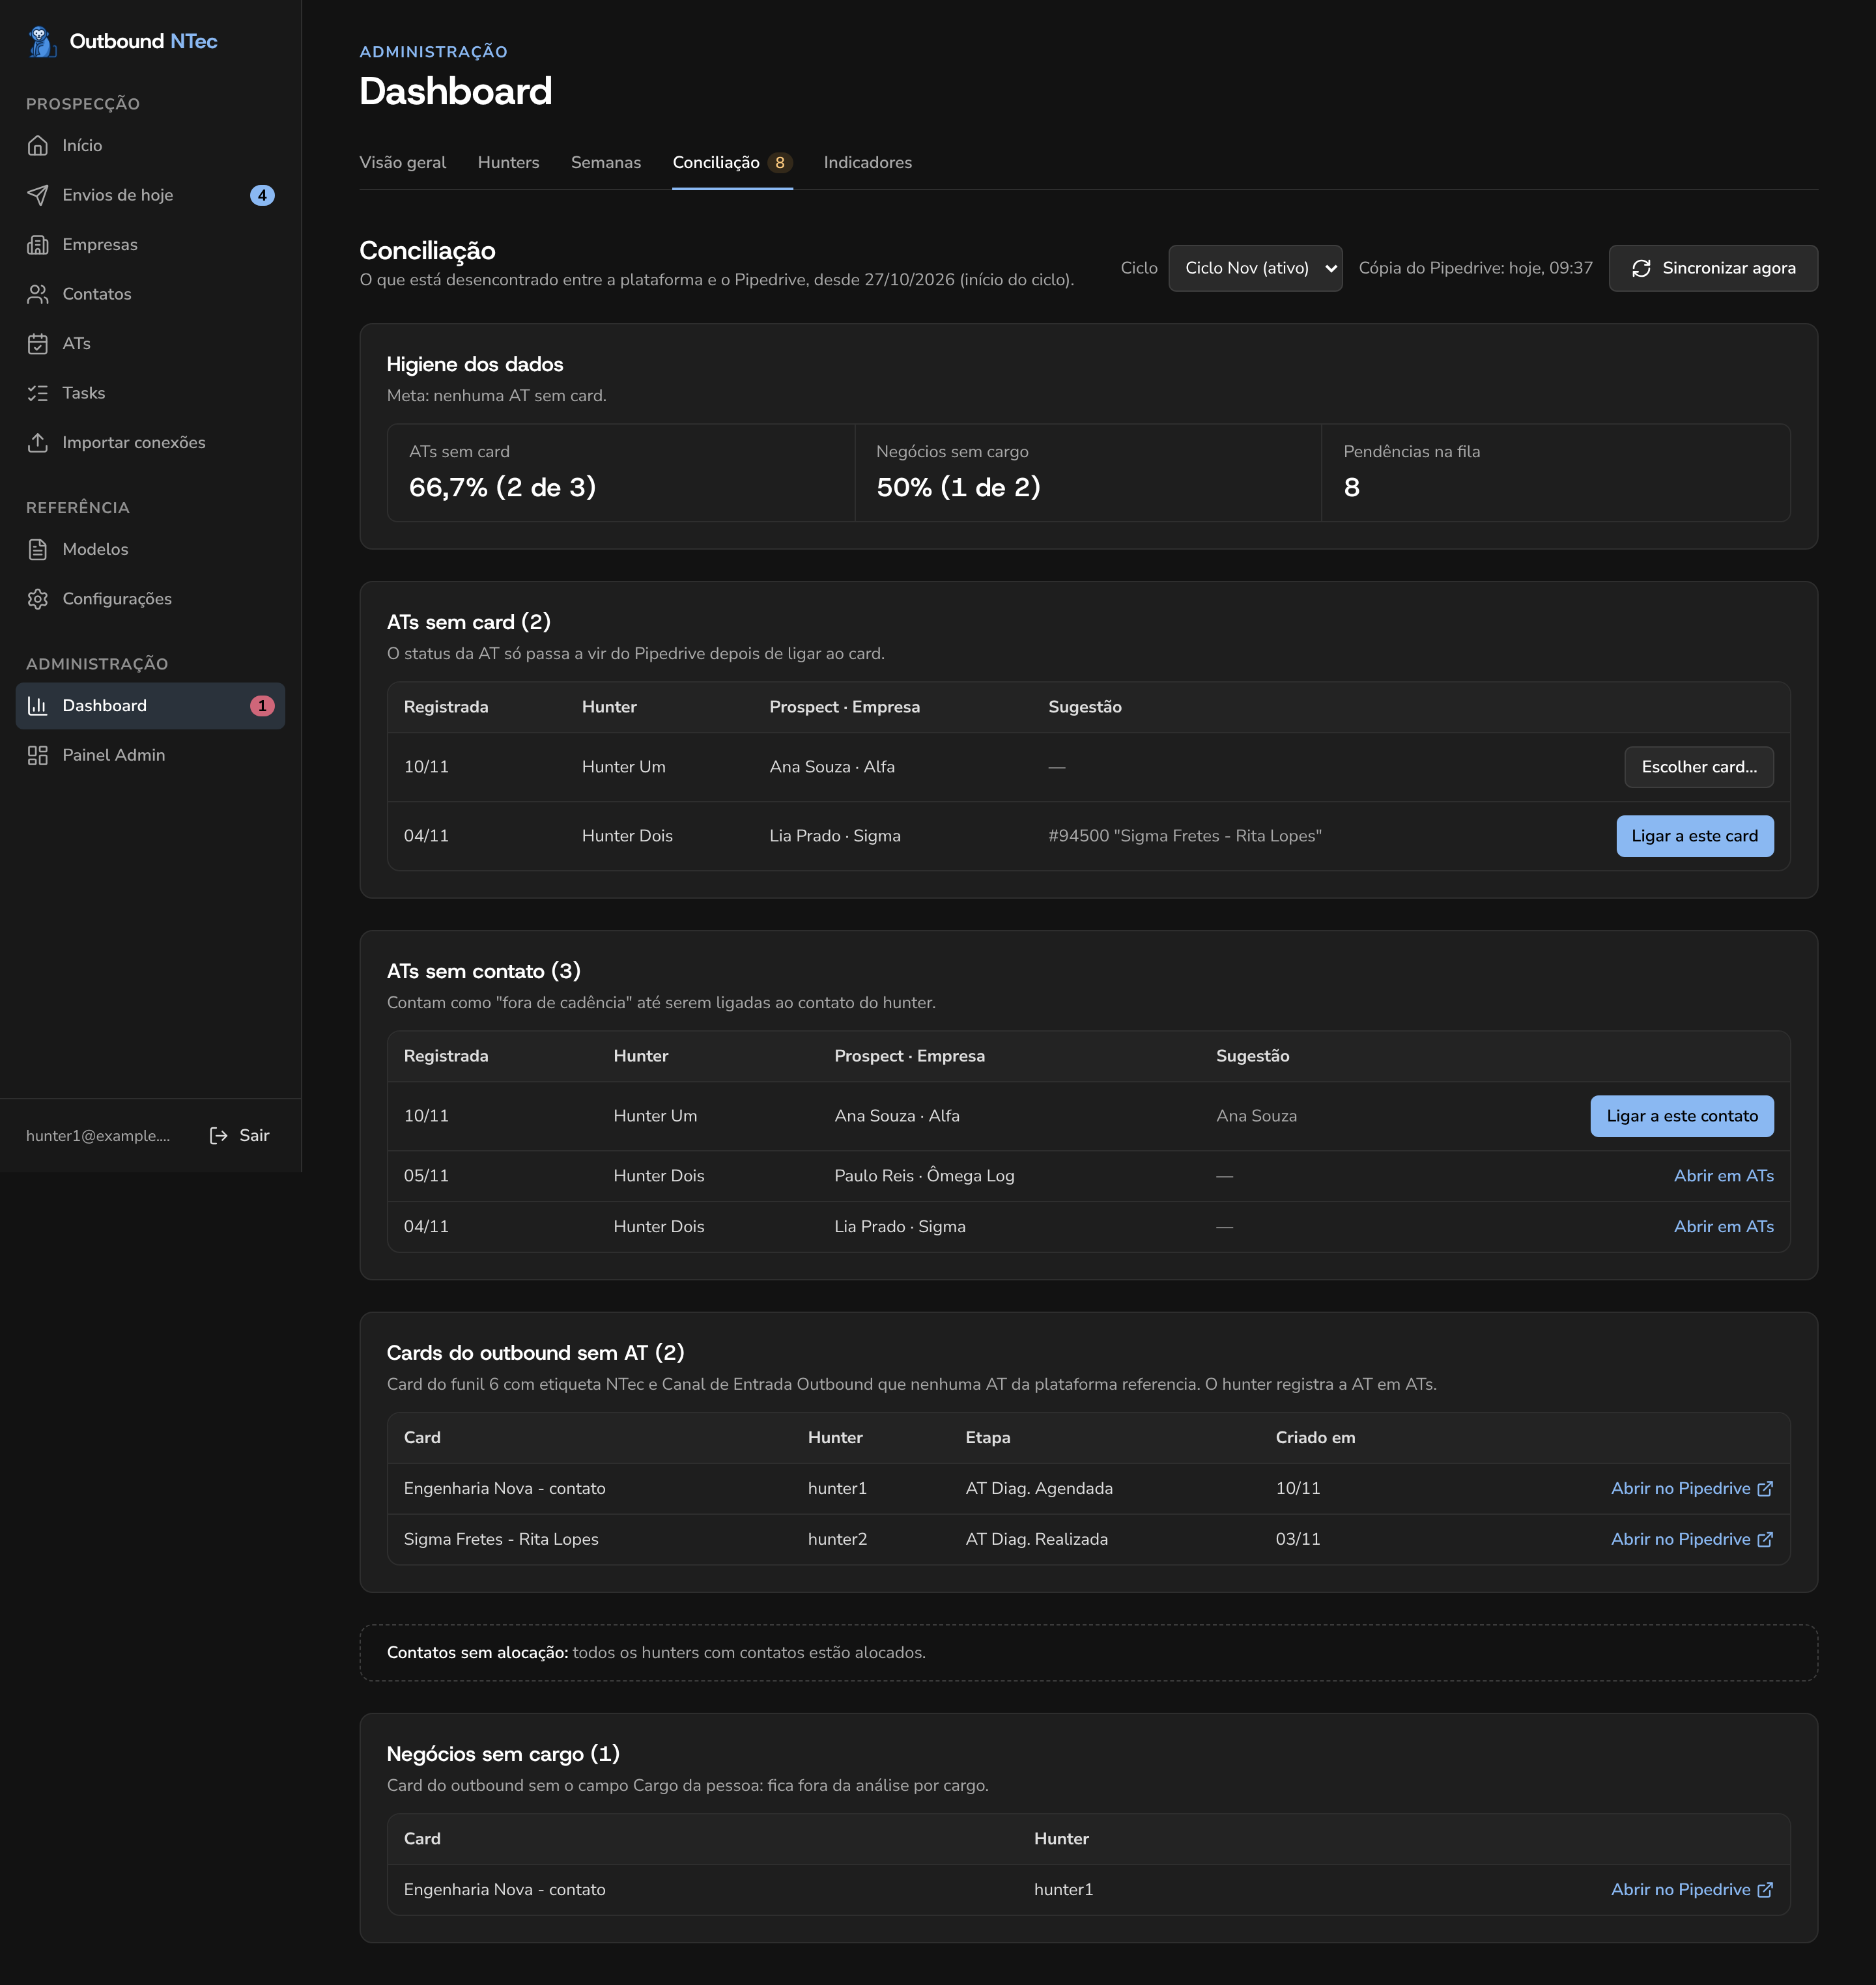 Outbound NTec
PROSPECÇÃO
Início
Envios de hoje 4
Empresas
Contatos
ATs
Tasks
Importar conexões
REFERÊNCIA
Modelos
Configurações
ADMINISTRAÇÃO
Dashboard 1
Painel Admin
hunter1@example.... Sair
ADMINISTRAÇÃO
Dashboard
Visão geral Hunters Semanas Conciliação 8 Indicadores
Conciliação
O que está desencontrado entre a plataforma e o Pipedrive, desde 27/10/2026 (início do ciclo).
Ciclo Ciclo Nov (ativo) Cópia do Pipedrive: hoje, 09:37 Sincronizar agora
Higiene dos dados
Meta: nenhuma AT sem card.
ATs sem card Negócios sem cargo Pendências na fila
66,7% (2 de 3) 50% (1 de 2) 8
ATs sem card (2)
O status da AT só passa a vir do Pipedrive depois de ligar ao card.
Registrada Hunter Prospect · Empresa Sugestão
10/11 Hunter Um Ana Souza · Alfa — Escolher card...
04/11 Hunter Dois Lia Prado · Sigma #94500 "Sigma Fretes - Rita Lopes" Ligar a este card
ATs sem contato (3)
Contam como "fora de cadência" até serem ligadas ao contato do hunter.
Registrada Hunter Prospect · Empresa Sugestão
10/11 Hunter Um Ana Souza · Alfa Ana Souza Ligar a este contato
05/11 Hunter Dois Paulo Reis · Ômega Log — Abrir em ATs
04/11 Hunter Dois Lia Prado · Sigma — Abrir em ATs
Cards do outbound sem AT (2)
Card do funil 6 com etiqueta NTec e Canal de Entrada Outbound que nenhuma AT da plataforma referencia. O hunter registra a AT em ATs.
Card Hunter Etapa Criado em
Engenharia Nova - contato hunter1 AT Diag. Agendada 10/11 Abrir no Pipedrive
Sigma Fretes - Rita Lopes hunter2 AT Diag. Realizada 03/11 Abrir no Pipedrive
Contatos sem alocação: todos os hunters com contatos estão alocados.
Negócios sem cargo (1)
Card do outbound sem o campo Cargo da pessoa: fica fora da análise por cargo.
Card Hunter
Engenharia Nova - contato hunter1 Abrir no Pipedrive